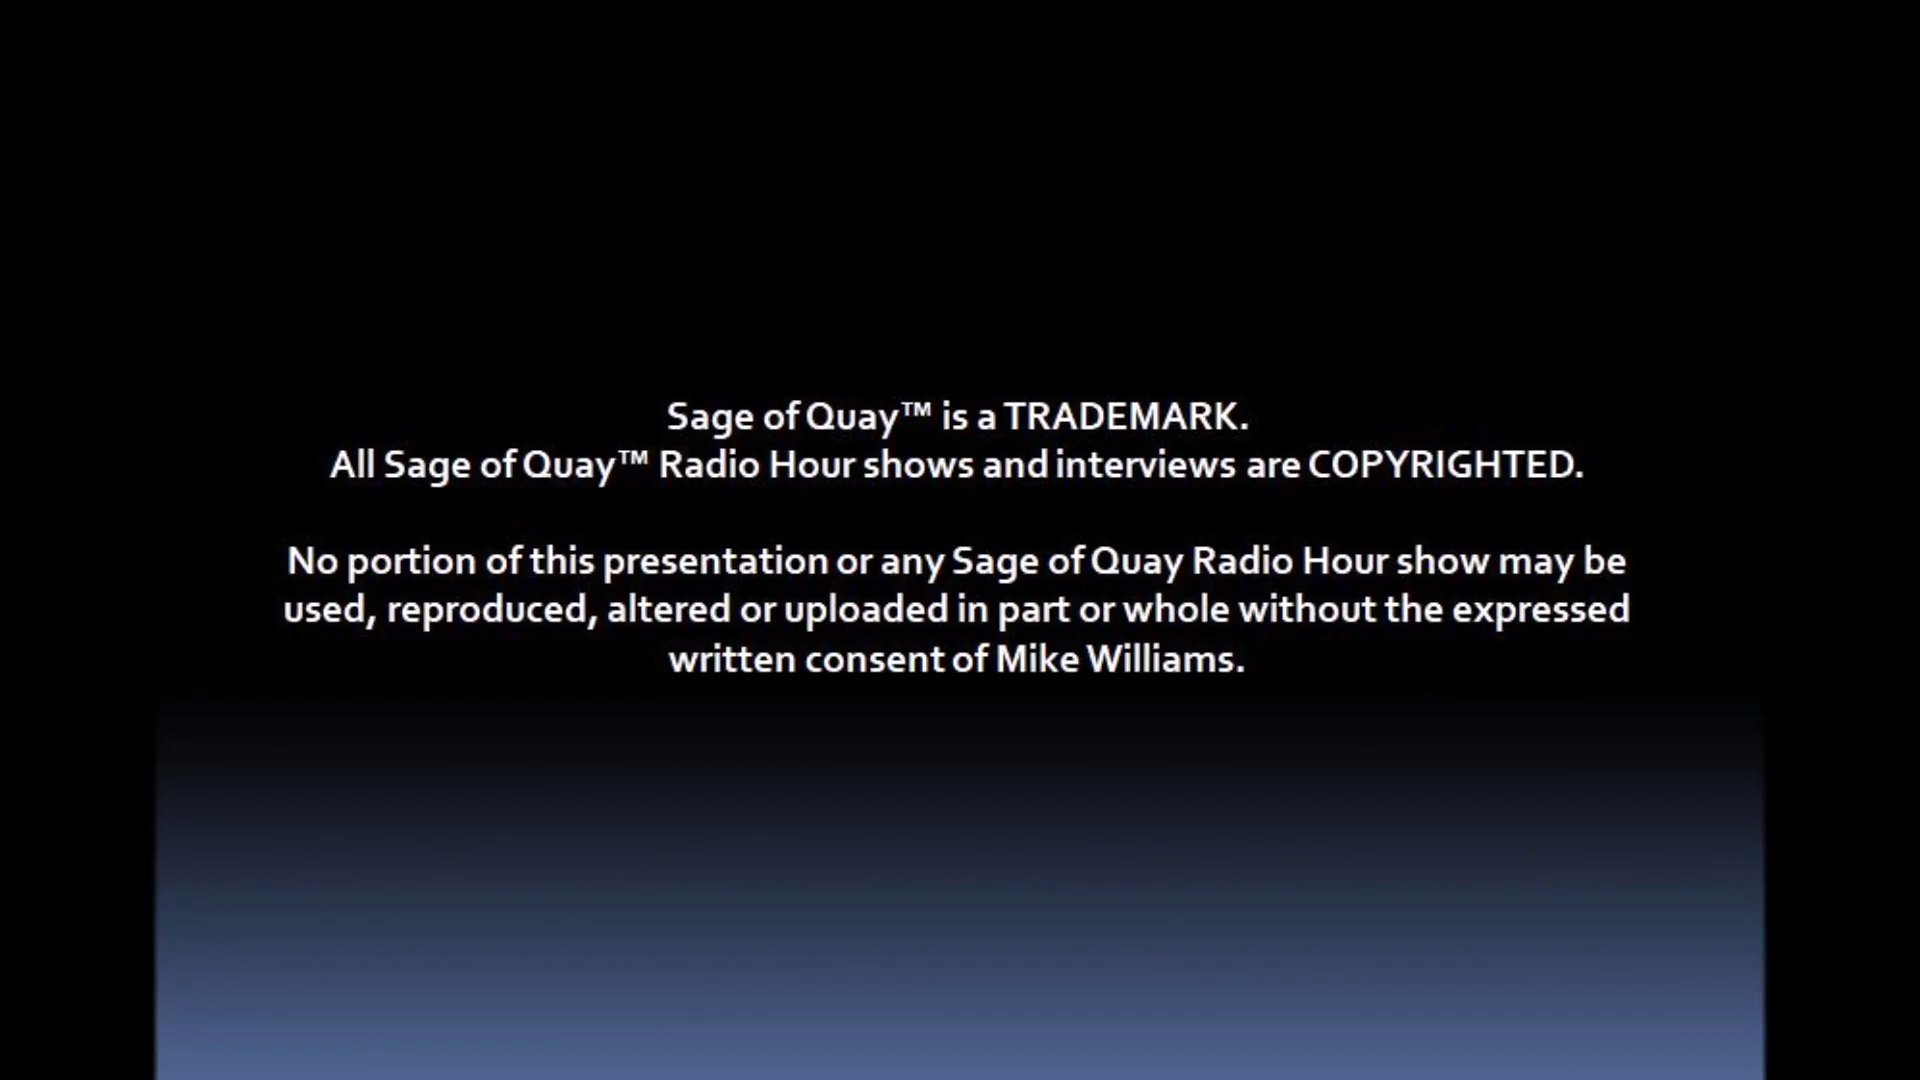 Sage of Quay™ is a TRADEMARK.
All Sage of Quay™ Radio Hour shows and interviews are COPYRIGHTED.
No portion of this presentation or any Sage of Quay Radio Hour show may be
used, reproduced, altered or uploaded in part or whole without the expressed
written consent of Mike Williams.